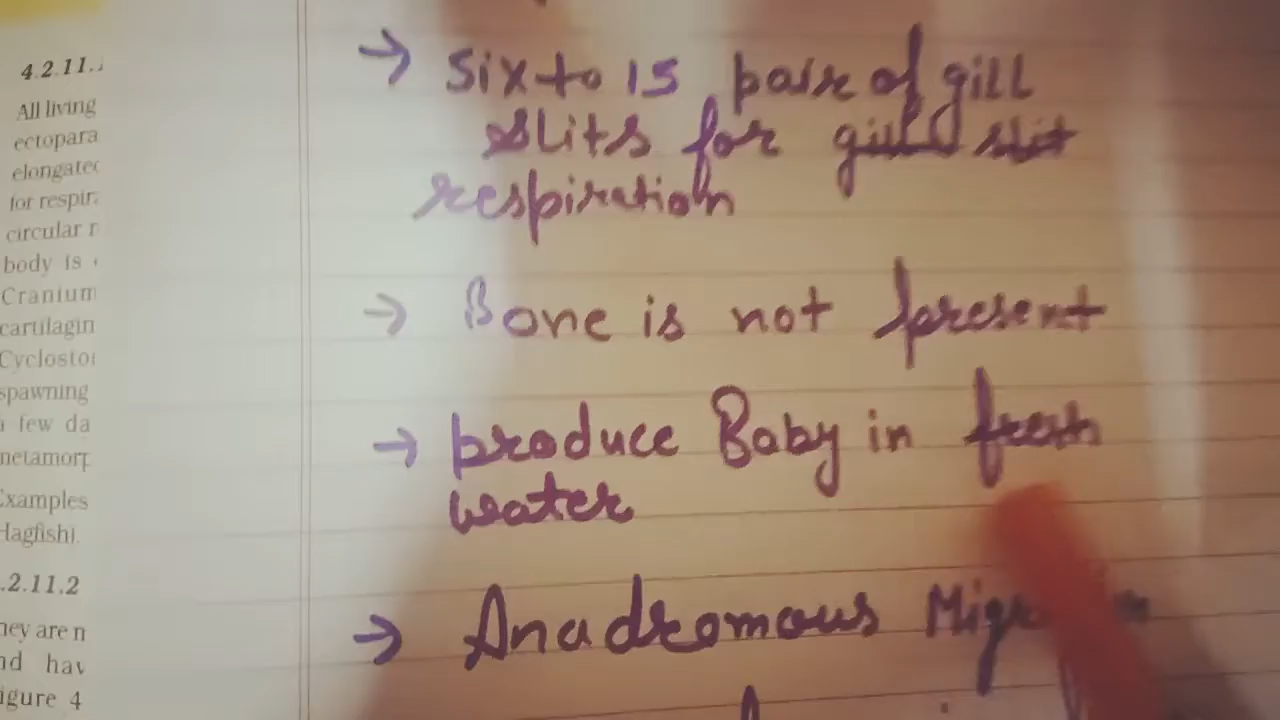 4.2.11.
All living
ectopara
elongated
for respir
circular
body is
Cranium
cartilagin
Cyclosto
spawning
a few da
metamorp
Examples
Hagfish).
.2.11.2
hey are n
nd hav
igure 4
→ Six to 15 pair of gill
slits for gill slit
respiration
→ Bone is not present
→ produce Baby in fresh
water
→ Anadromous